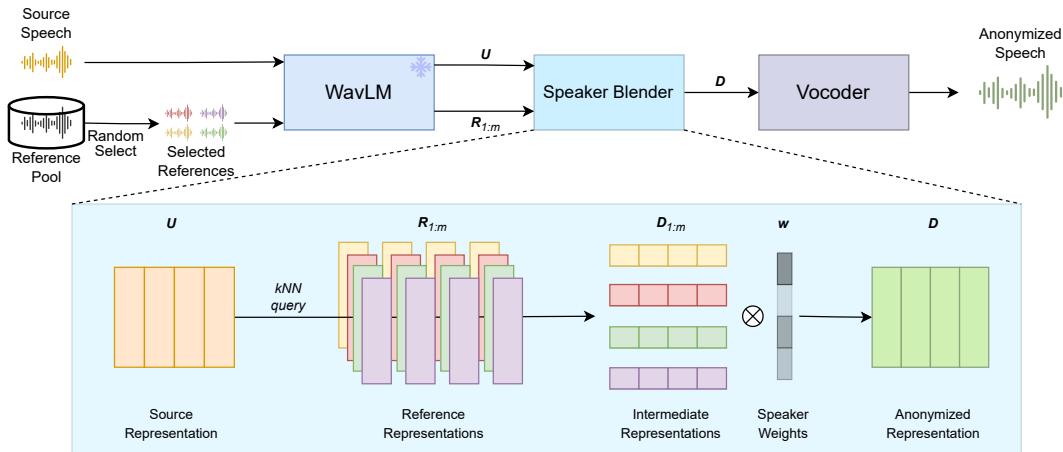 Source
Speech
Reference
Pool
Random
Select
Selected
References
WavLM
U
R1:m
Speaker Blender
D
Vocoder
Anonymized
Speech
U
R1:m
D1:m
w
D
kNN
query
Source
Representation
Reference
Representations
Intermediate
Representations
Speaker
Weights
Anonymized
Representation